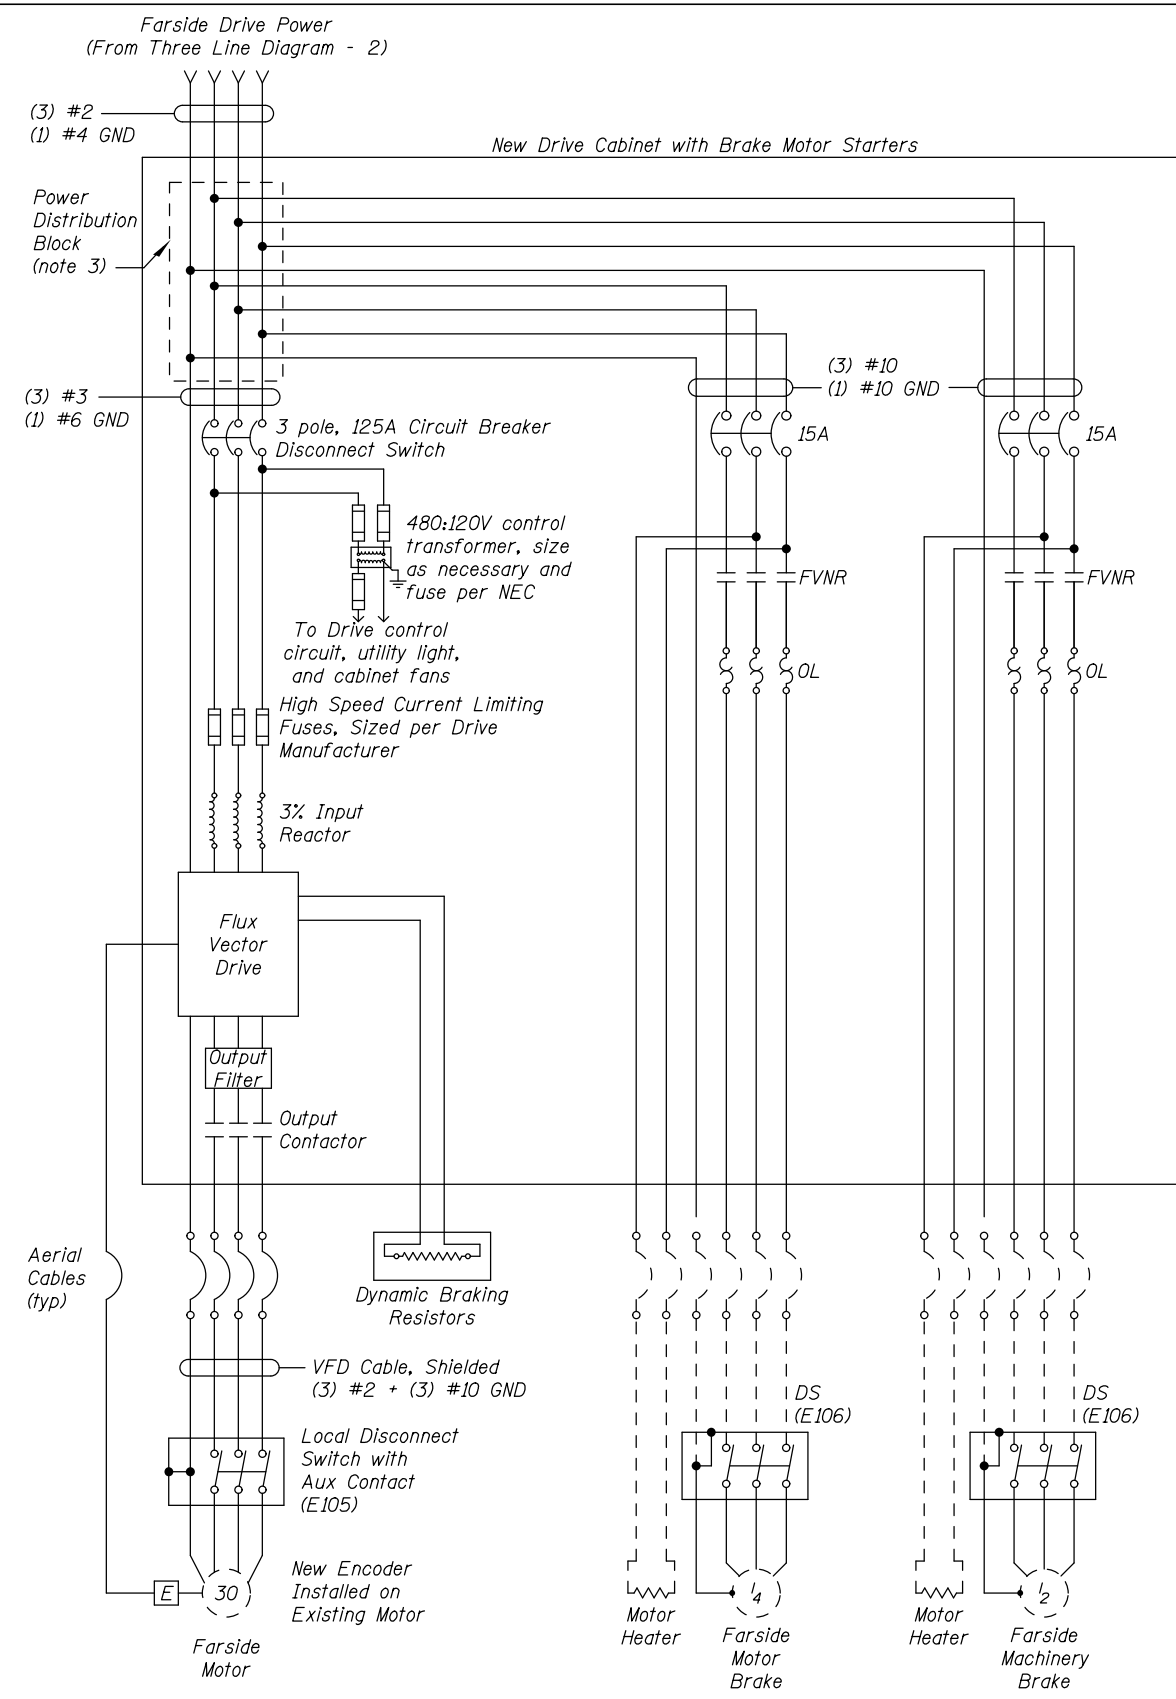 Farside Drive Power
(From Three Line Diagram - 2)
(3) #2
(1) #4 GND
New Drive Cabinet with Brake Motor Starters
Power
Distribution
Block
(note 3)
(3) #10
(1) #10 GND
(3) #3
(1) #6 GND
3 pole, 125A Circuit Breaker
Disconnect Switch
15A
15A
480:120V control
transformer, size
as necessary and
fuse per NEC
FVNR
FVNR
To Drive control
circuit, utility light,
and cabinet fans
OL
OL
High Speed Current Limiting
Fuses, Sized per Drive
Manufacturer
3% Input
Reactor
Flux
Vector
Drive
Output
Filter
Output
Contactor
Aerial
Cables
(typ)
Dynamic Braking
Resistors
VFD Cable, Shielded
(3) #2 + (3) #10 GND
DS
(E106)
DS
(E106)
Local Disconnect
Switch with
Aux Contact
(E105)
New Encoder
Installed on
Existing Motor
E
30
1/4
1/2
Farside
Motor
Motor
Heater
Farside
Motor
Brake
Motor
Heater
Farside
Machinery
Brake